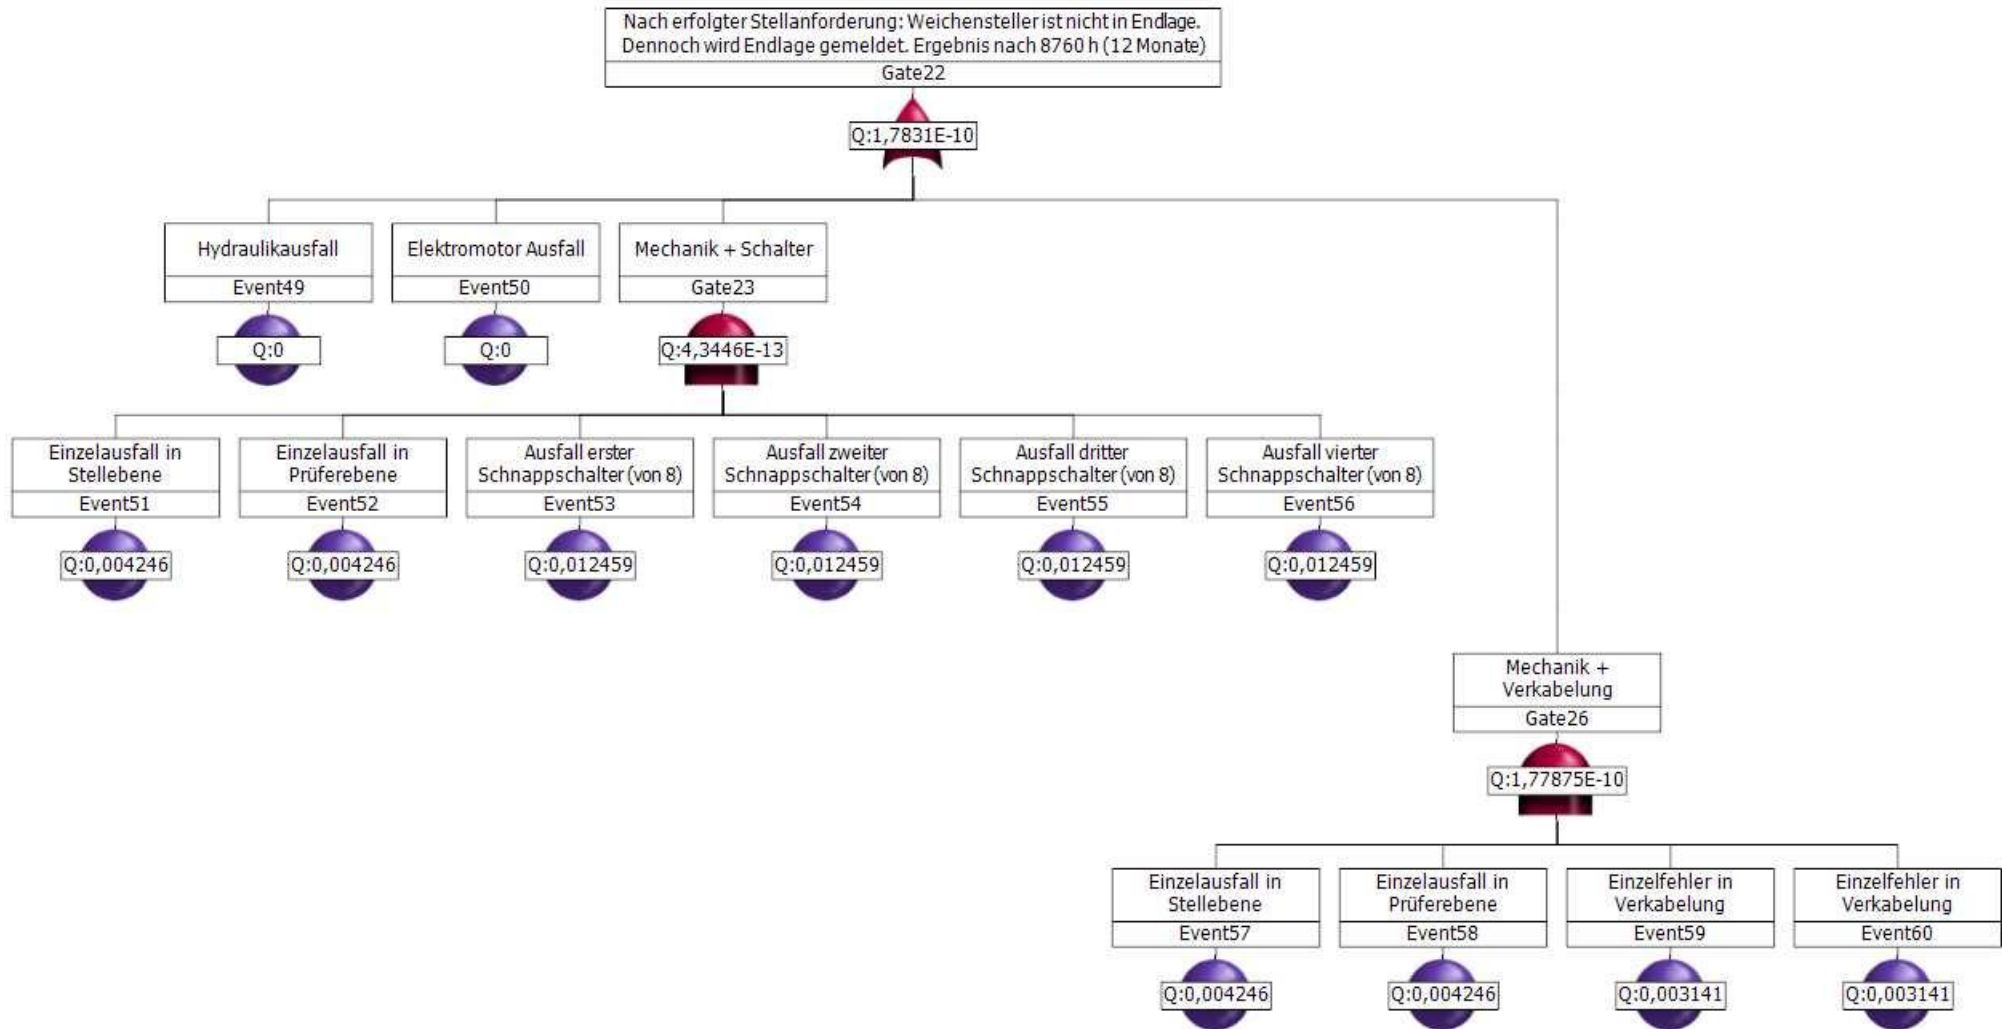 Nach erfolgter Stellanforderung: Weichensteller ist nicht in Endlage.
Dennoch wird Endlage gemeldet. Ergebnis nach 8760 h (12 Monate)
Gate22
Q:1,7831E-10
Hydraulikausfall
Event49
Q:0
Elektromotor Ausfall
Event50
Q:0
Mechanik + Schalter
Gate23
Q:4,3446E-13
Einzelausfall in
Stellebene
Event51
Q:0,004246
Einzelausfall in
Prüferebene
Event52
Q:0,004246
Ausfall erster
Schnappschalter (von 8)
Event53
Q:0,012459
Ausfall zweiter
Schnappschalter (von 8)
Event54
Q:0,012459
Ausfall dritter
Schnappschalter (von 8)
Event55
Q:0,012459
Ausfall vierter
Schnappschalter (von 8)
Event56
Q:0,012459
Mechanik +
Verkabelung
Gate26
Q:1,77875E-10
Einzelausfall in
Stellebene
Event57
Q:0,004246
Einzelausfall in
Prüferebene
Event58
Q:0,004246
Einzelfehler in
Verkabelung
Event59
Q:0,003141
Einzelfehler in
Verkabelung
Event60
Q:0,003141